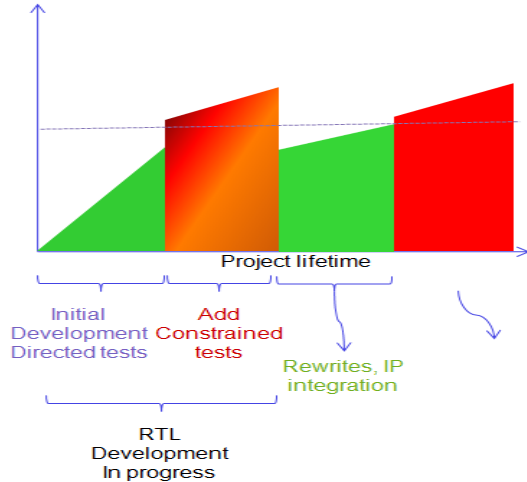 Project lifetime
Initial
Development
Directed tests
Add
Constrained
tests
Rewrites, IP
integration
RTL
Development
In progress